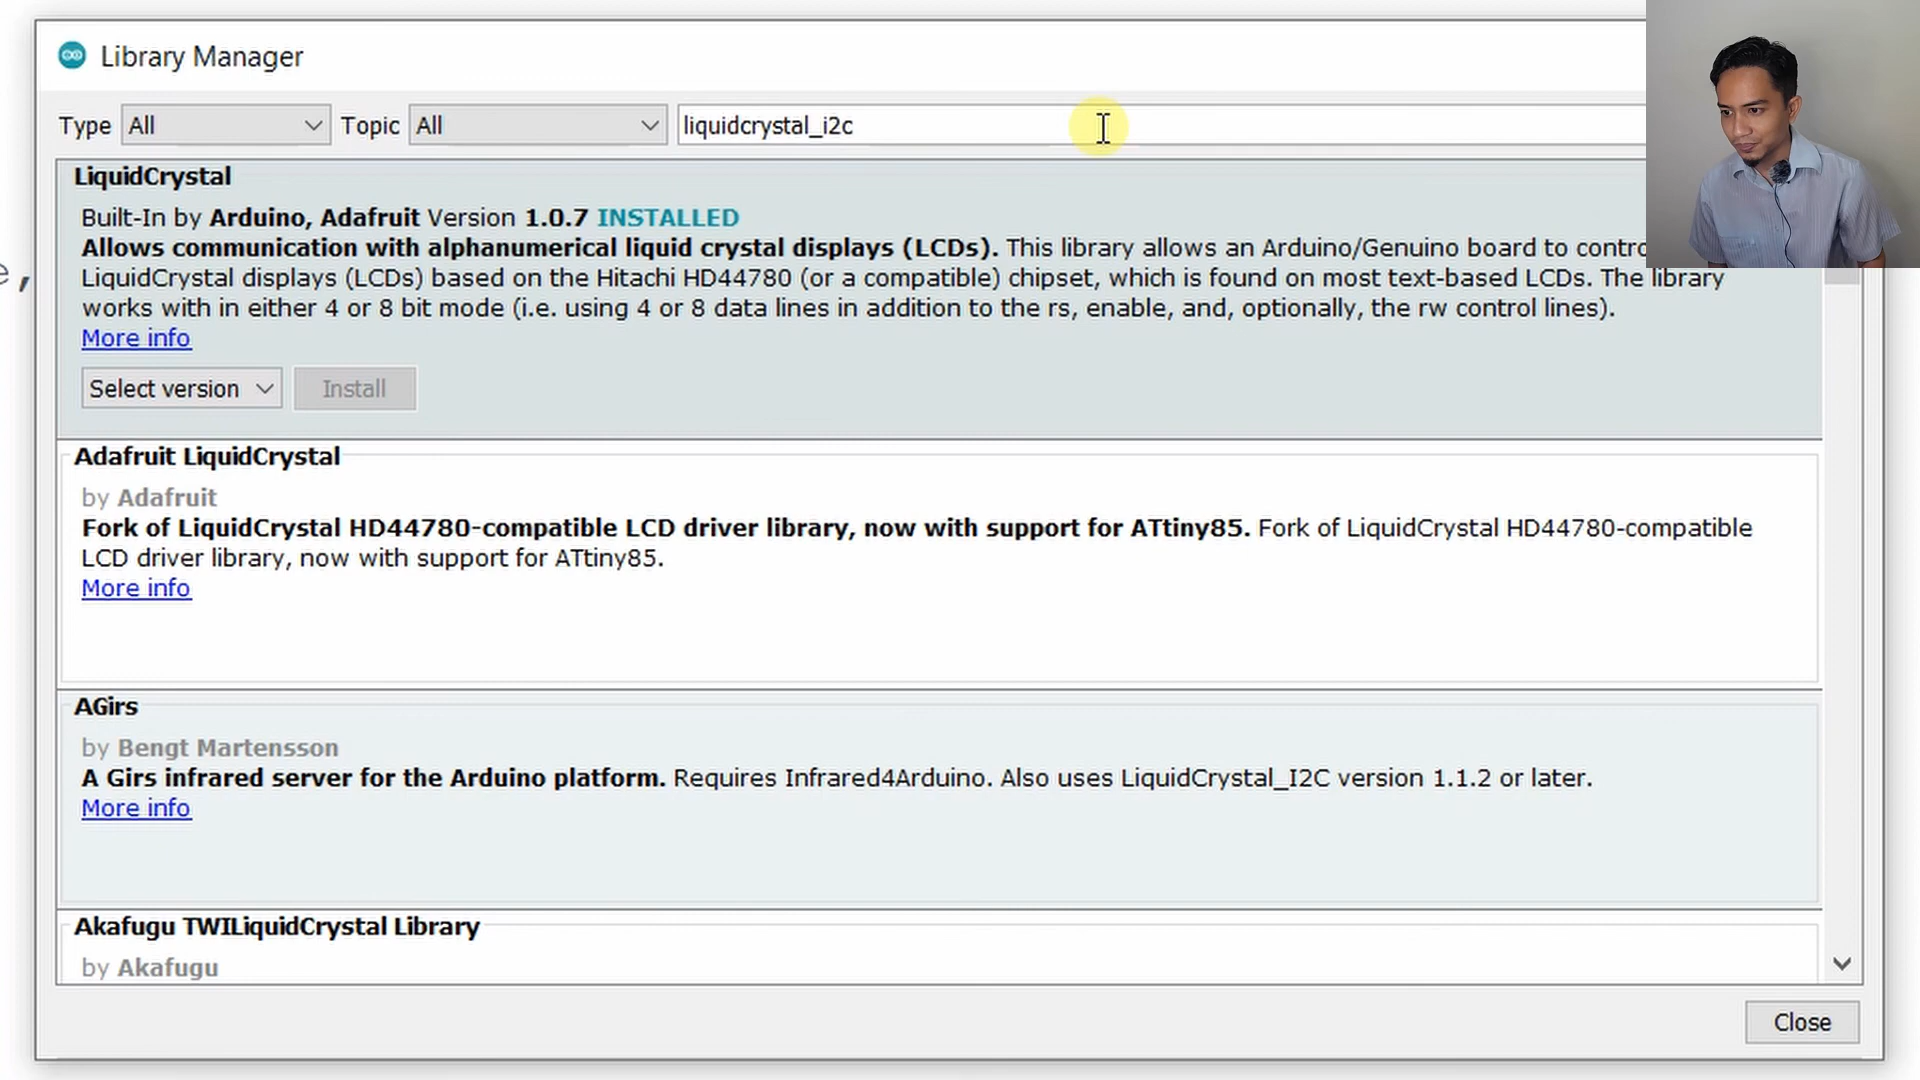 Library Manager
Type All Topic All liquidcrystal_i2c
LiquidCrystal
Built-In by Arduino, Adafruit Version 1.0.7 INSTALLED
Allows communication with alphanumerical liquid crystal displays (LCDs). This library allows an Arduino/Genuino board to contro
LiquidCrystal displays (LCDs) based on the Hitachi HD44780 (or a compatible) chipset, which is found on most text-based LCDs. The library
works with in either 4 or 8 bit mode (i.e. using 4 or 8 data lines in addition to the rs, enable, and, optionally, the rw control lines).
More info
Select version Install
Adafruit LiquidCrystal
by Adafruit
Fork of LiquidCrystal HD44780-compatible LCD driver library, now with support for ATtiny85. Fork of LiquidCrystal HD44780-compatible
LCD driver library, now with support for ATtiny85.
More info
AGirs
by Bengt Martensson
A Girs infrared server for the Arduino platform. Requires Infrared4Arduino. Also uses LiquidCrystal_I2C version 1.1.2 or later.
More info
Akafugu TWILiquidCrystal Library
by Akafugu
Close